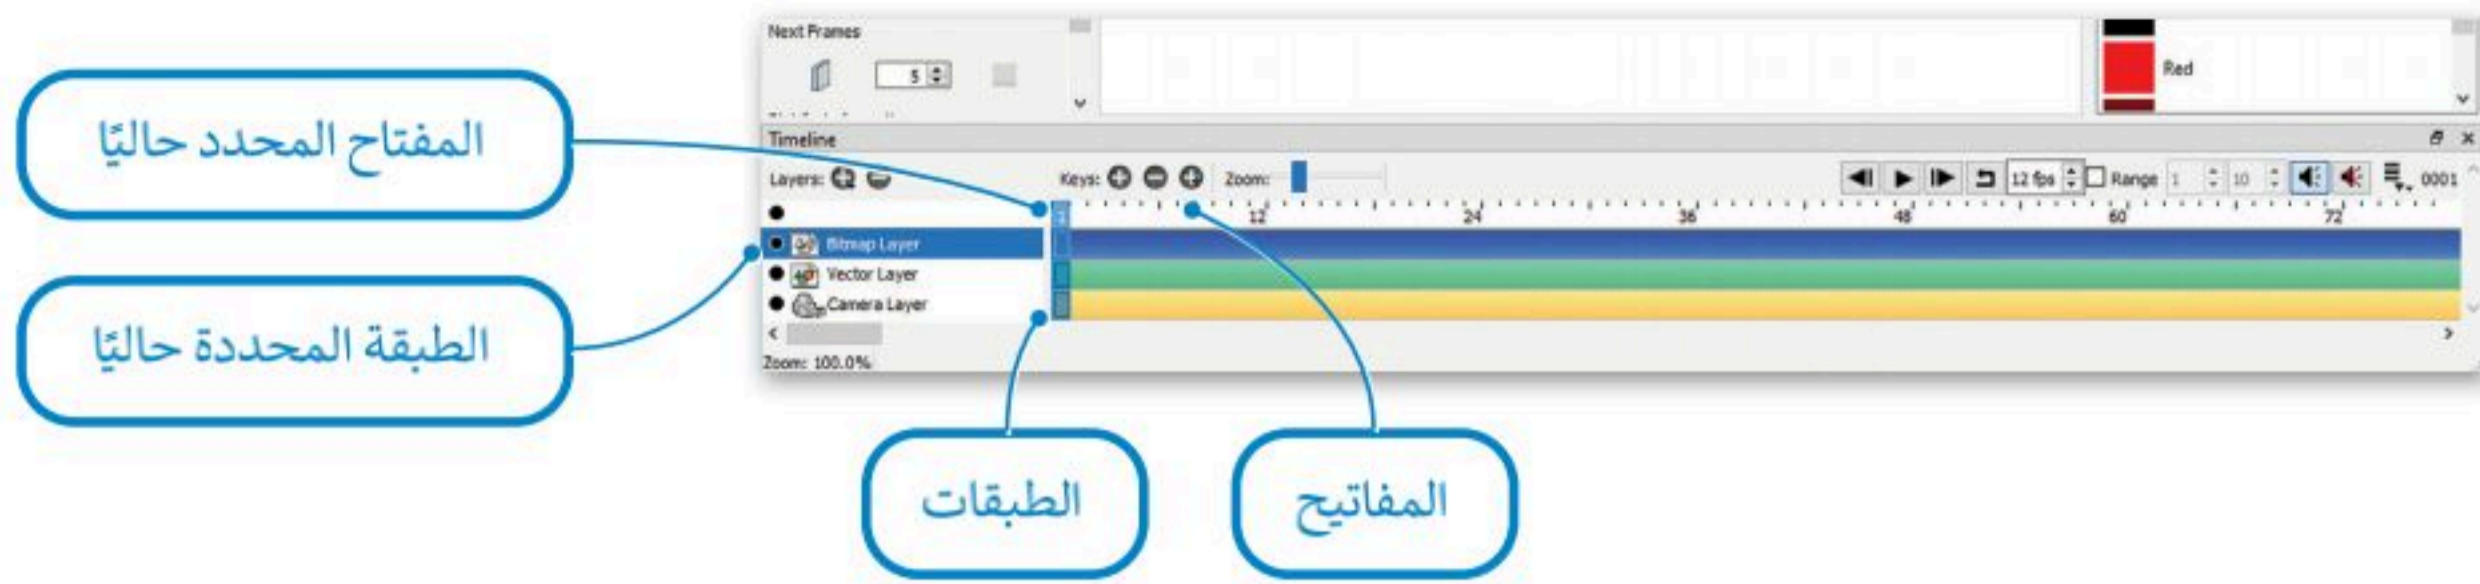 Next Frames
5
Red
Timeline
Layers:
Keys:
Zoom:
12 fps
Range
1
10
0001
12
24
36
48
60
72
Bitmap Layer
Vector Layer
Camera Layer
Zoom: 100.0%
المفتاح المحدد حاليًا
الطبقة المحددة حاليًا
الطبقات
المفاتيح